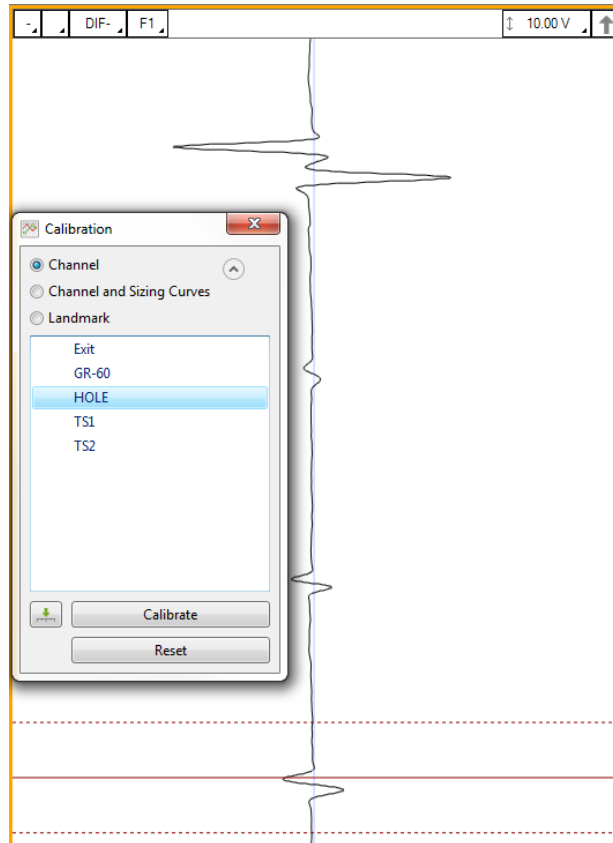 - DIF- F1 10.00 V
Calibration
Channel
Channel and Sizing Curves
Landmark
Exit
GR-60
HOLE
TS1
TS2
Calibrate
Reset